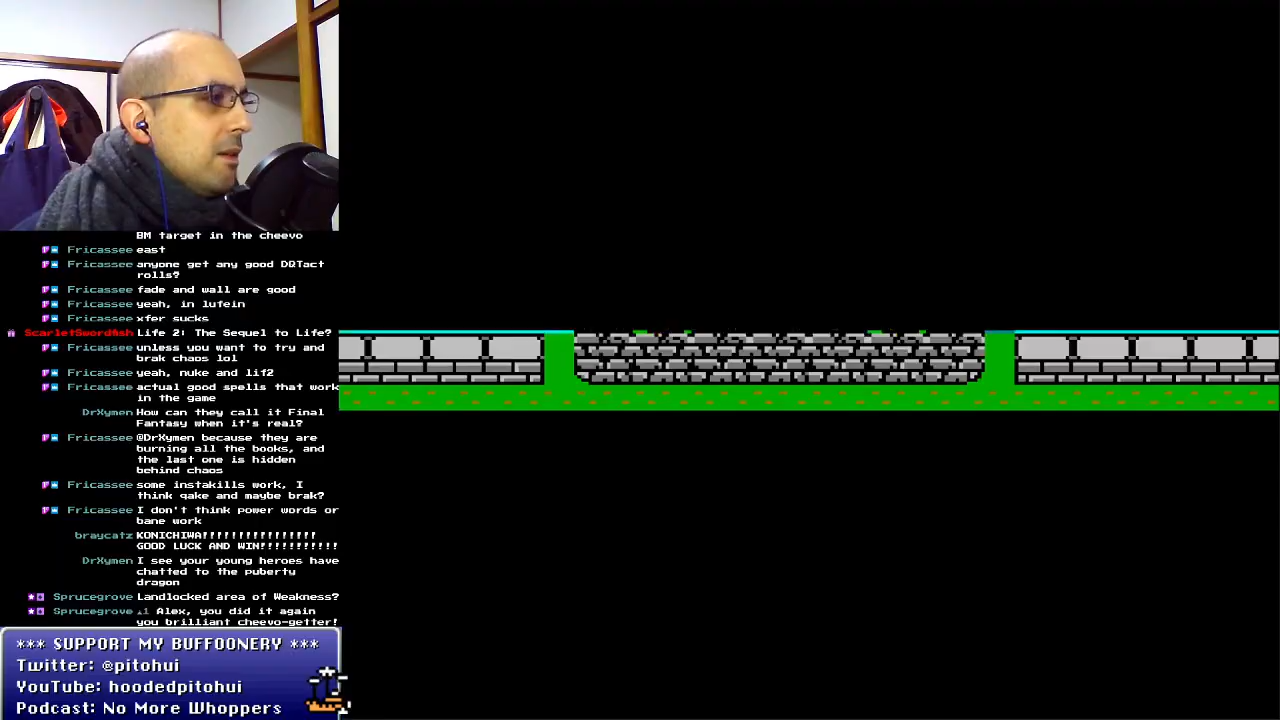 BM target in the cheevo
Fricassee east
Fricassee anyone get any good DQTact
rolls?
Fricassee fade and wall are good
Fricassee yeah, in lufein
Fricassee xfer sucks
ScarletSwordfish Life 2: The Sequel to Life?
Fricassee unless you want to try and
brak chaos lol
Fricassee yeah, nuke and lif2
Fricassee actual good spells that work
in the game
DrXymen How can they call it Final
Fantasy when it's real?
Fricassee @DrXymen because they are
burning all the books, and
the last one is hidden
behind chaos
Fricassee some instakills work, I
think qake and maybe brak?
Fricassee I don't think power words or
bane work
braycatz KONICHIWA!!!!!!!!!!!!!!!!
GOOD LUCK AND WIN!!!!!!!!!!!
DrXymen I see your young heroes have
chatted to the puberty
dragon
Sprucegrove Landlocked area of Weakness?
Sprucegrove ▴1 Alex, you did it again
you brilliant cheevo-getter!
*** SUPPORT MY BUFFOONERY ***
Twitter: @pitohui
YouTube: hoodedpitohui
Podcast: No More Whoppers